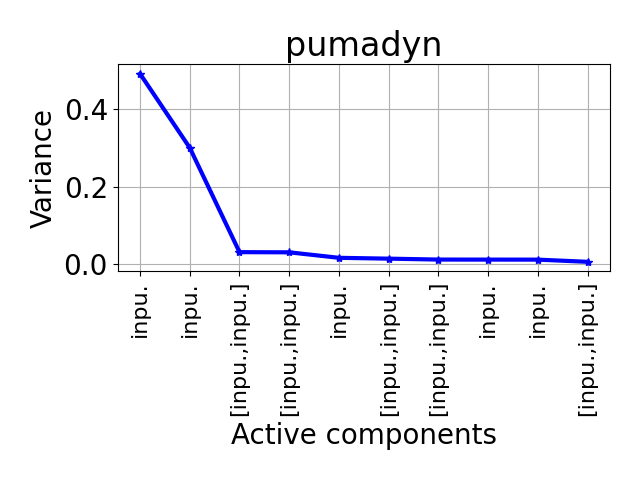 pumadyn
Variance
0.4
0.2
0.0
inpu.
inpu.
[inpu.,inpu.]
[inpu.,inpu.]
inpu.
[inpu.,inpu.]
[inpu.,inpu.]
inpu.
inpu.
[inpu.,inpu.]
Active components